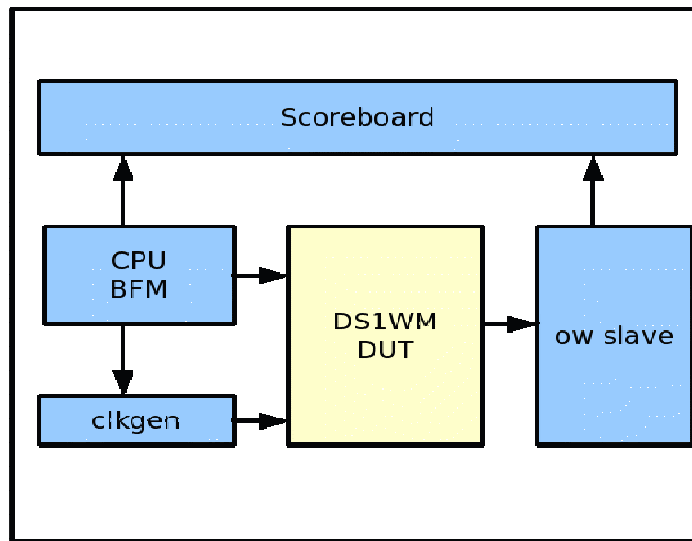 Scoreboard
CPU
BFM
DS1WM
DUT
ow slave
clkgen